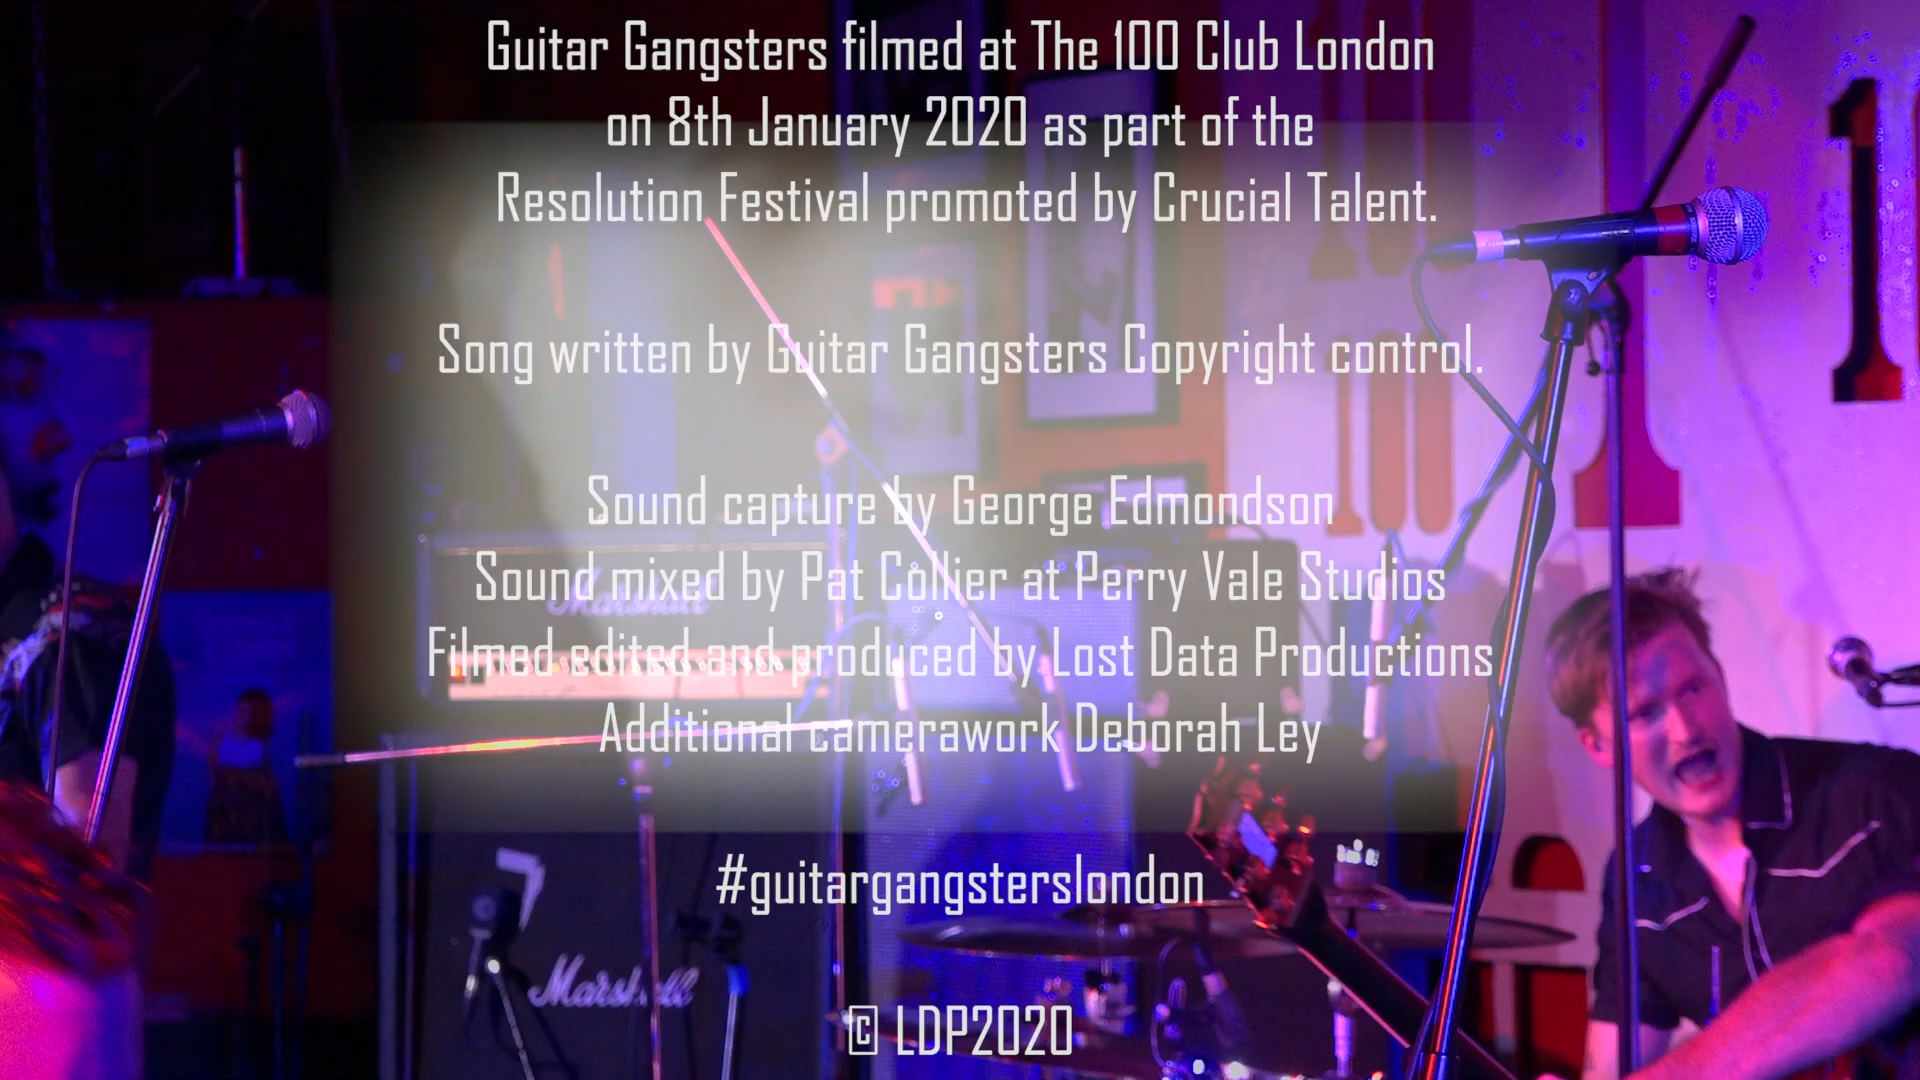 Guitar Gangsters filmed at The 100 Club London
on 8th January 2020 as part of the
Resolution Festival promoted by Crucial Talent.
Song written by Guitar Gangsters Copyright control.
100
Sound capture by George Edmondson
Sound mixed by Pat Collier at Perry Vale Studios
Marshall
Filmed edited and produced by Lost Data Productions
Additional camerawork Deborah Ley
#guitargangsterslondon
Marshall
© LDP2020